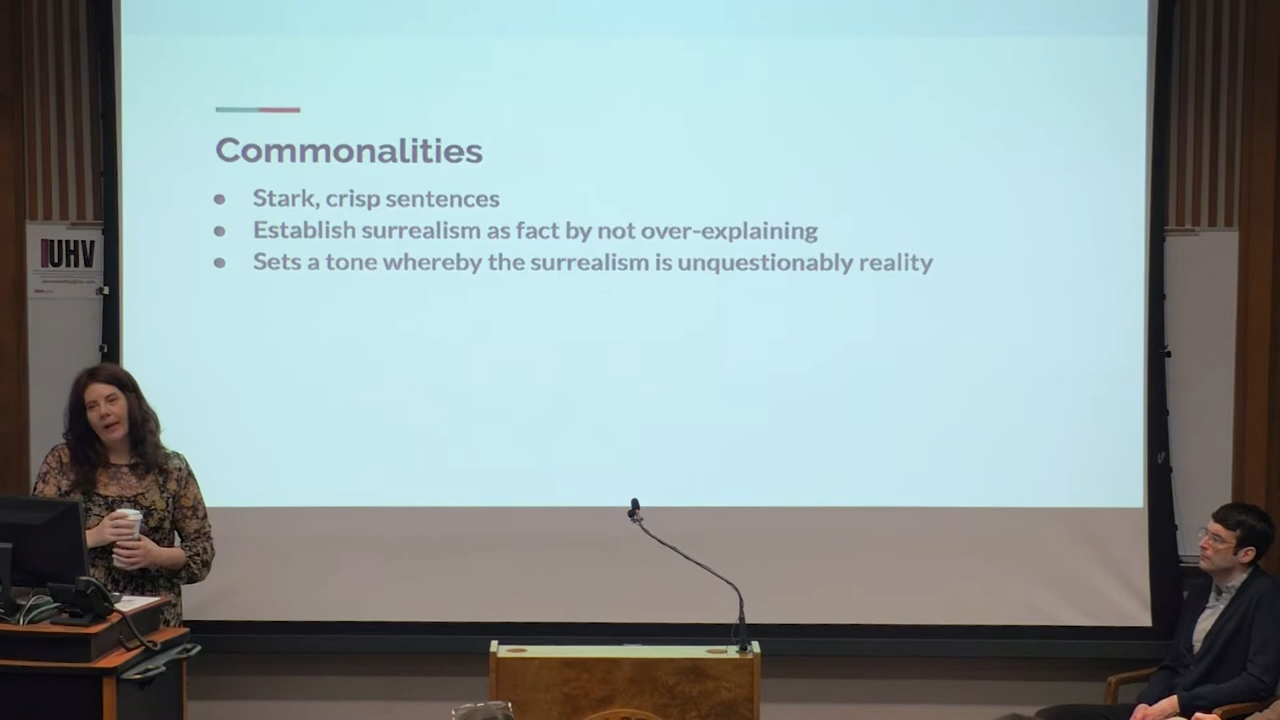 Commonalities
● Stark, crisp sentences
● Establish surrealism as fact by not over-explaining
● Sets a tone whereby the surrealism is unquestionably reality
UHV